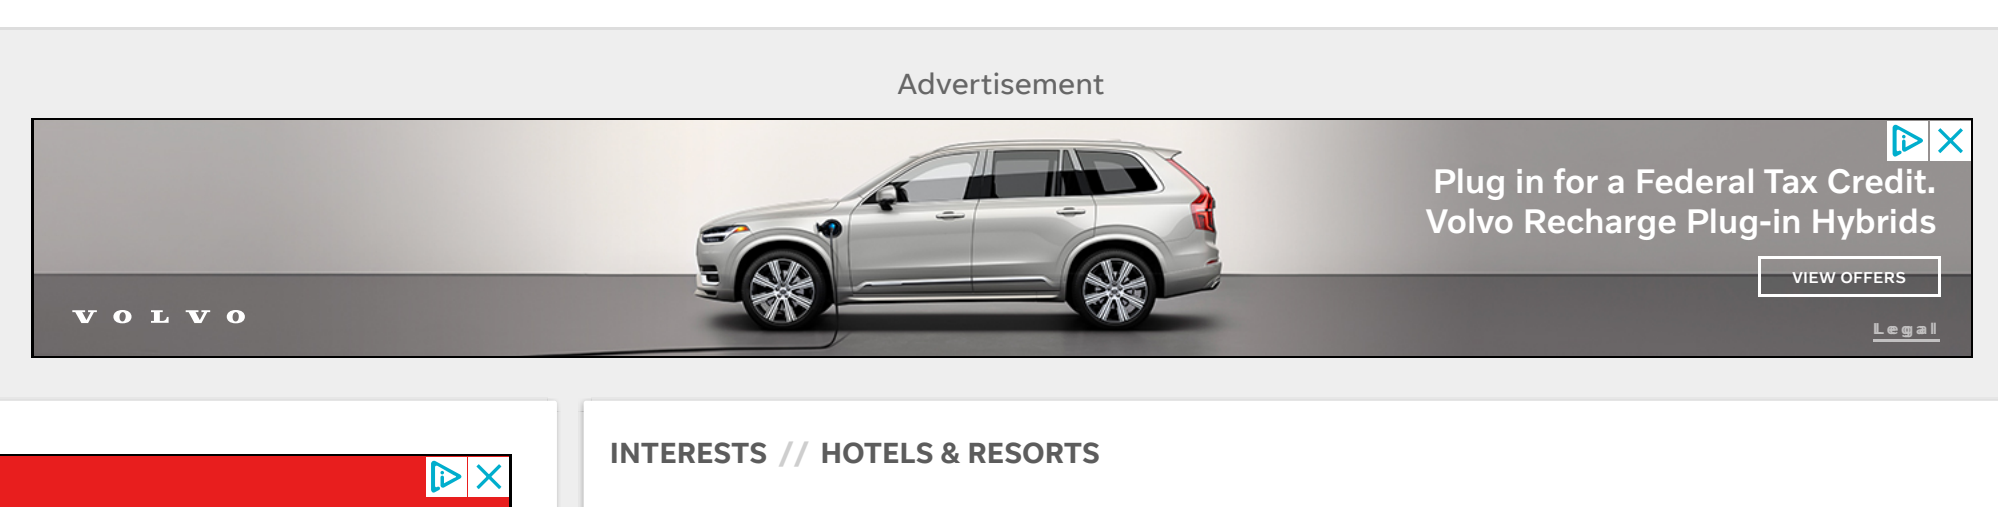 Advertisement
Plug in for a Federal Tax Credit.
Volvo Recharge Plug-in Hybrids
VIEW OFFERS
VOLVO
Legal
INTERESTS // HOTELS & RESORTS